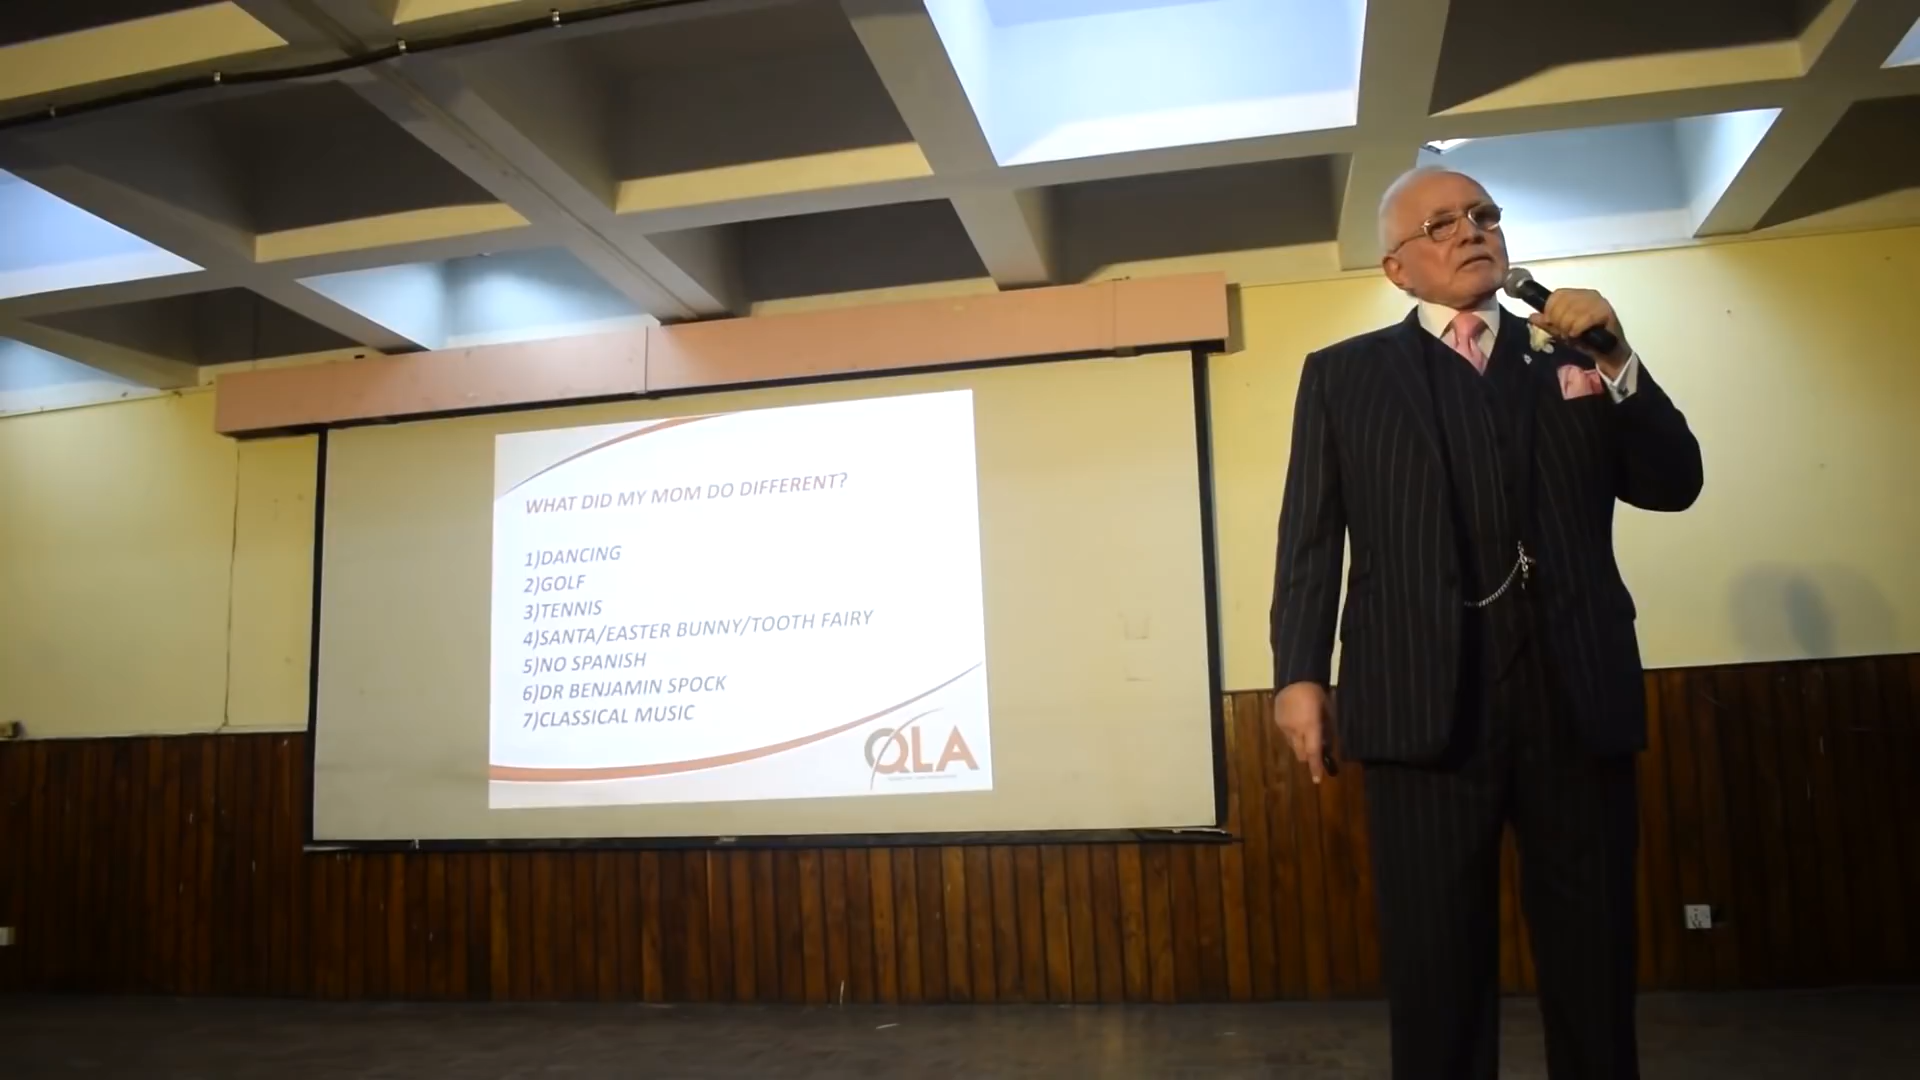 WHAT DID MY MOM DO DIFFERENT?
1)DANCING
2)GOLF
3)TENNIS
4)SANTA/EASTER BUNNY/TOOTH FAIRY
5)NO SPANISH
6)DR BENJAMIN SPOCK
7)CLASSICAL MUSIC
QLA